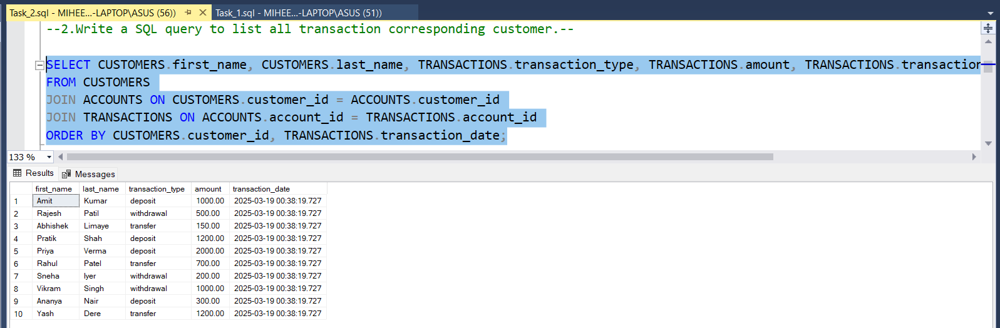 Task_2.sql - MIHEE...-LAPTOP\ASUS (56)) Task_1.sql - MIHEE...-LAPTOP\ASUS (51))
--2.Write a SQL query to list all transaction corresponding customer.--
SELECT CUSTOMERS.first_name, CUSTOMERS.last_name, TRANSACTIONS.transaction_type, TRANSACTIONS.amount, TRANSACTIONS.transaction
FROM CUSTOMERS
JOIN ACCOUNTS ON CUSTOMERS.customer_id = ACCOUNTS.customer_id
JOIN TRANSACTIONS ON ACCOUNTS.account_id = TRANSACTIONS.account_id
ORDER BY CUSTOMERS.customer_id, TRANSACTIONS.transaction_date;
133 %
Results Messages
first_name last_name transaction_type amount transaction_date
1 Amit Kumar deposit 1000.00 2025-03-19 00:38:19.727
2 Rajesh Patil withdrawal 500.00 2025-03-19 00:38:19.727
3 Abhishek Limaye transfer 150.00 2025-03-19 00:38:19.727
4 Pratik Shah deposit 1200.00 2025-03-19 00:38:19.727
5 Priya Verma deposit 2000.00 2025-03-19 00:38:19.727
6 Rahul Patel transfer 700.00 2025-03-19 00:38:19.727
7 Sneha Iyer withdrawal 200.00 2025-03-19 00:38:19.727
8 Vikram Singh withdrawal 1000.00 2025-03-19 00:38:19.727
9 Ananya Nair deposit 300.00 2025-03-19 00:38:19.727
10 Yash Dere transfer 1200.00 2025-03-19 00:38:19.727